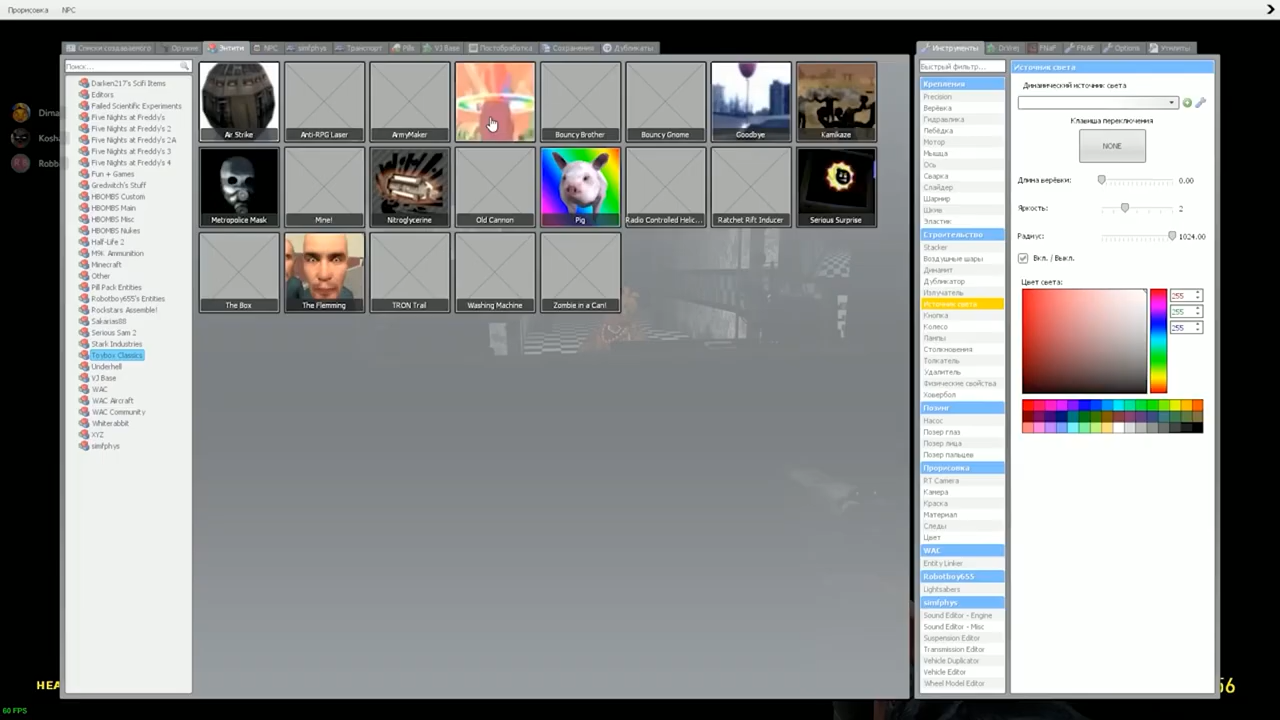 Прорисовка NPC
Списки создаваемого Оружие Энтити NPC simfphys Транспорт Pills VJ Base Постобработка Сохранения Дубликаты
Поиск...
Darken217's Scifi Items
Editors
Failed Scientific Experiments
Five Nights at Freddy's
Five Nights at Freddy's 2
Five Nights at Freddy's 2A
Five Nights at Freddy's 3
Five Nights at Freddy's 4
Fun + Games
Gredwitch's Stuff
HBOMBS Custom
HBOMBS Main
HBOMBS Misc
HBOMBS Nukes
Half-Life 2
M9K Ammunition
Minecraft
Other
Pill Pack Entities
Robotboy655's Entities
Rockstars Assemble!
Sakarias88
Serious Sam 2
Stark Industries
Toybox Classics
Underhell
VJ Base
WAC
WAC Aircraft
WAC Community
Whiterabbit
XYZ
simfphys
Air Strike
Anti-RPG Laser
ArmyMaker
Bouncy Brother
Bouncy Gnome
Goodbye
Kamikaze
Metropolice Mask
Mine!
Nitroglycerine
Old Cannon
Pig
Radio Controlled Helic...
Ratchet Rift Inducer
Serious Surprise
The Box
The Flemming
TRON Trail
Washing Machine
Zombie in a Can!
Инструменты Drives FNAP FNAF Options Утилиты
Быстрый фильтр...
Крепления
Precision
Верёвка
Гидравлика
Лебёдка
Мотор
Мышца
Ось
Сварка
Слайдер
Шарнир
Шкив
Эластик
Строительство
Stacker
Воздушные шары
Динамит
Дубликатор
Излучатель
Источник света
Кнопка
Колесо
Лампы
Столкновения
Толкатель
Удалитель
Физические свойства
Ховербол
Позинг
Насос
Позер глаз
Позер лица
Позер пальцев
Прорисовка
RT Camera
Камера
Краска
Материал
Следы
Цвет
WAC
Entity Linker
Robotboy655
Lightsabers
simfphys
Sound Editor - Engine
Sound Editor - Misc
Suspension Editor
Transmission Editor
Vehicle Duplicator
Vehicle Editor
Wheel Model Editor
Источник света
Динамический источник света
Клавиша переключения
NONE
Длина верёвки: 0.00
Яркость: 2
Радиус: 1024.00
Вкл. / Выкл.
Цвет света:
255
255
255
Dima
Kosha
Robb
HEA
56
60 FPS